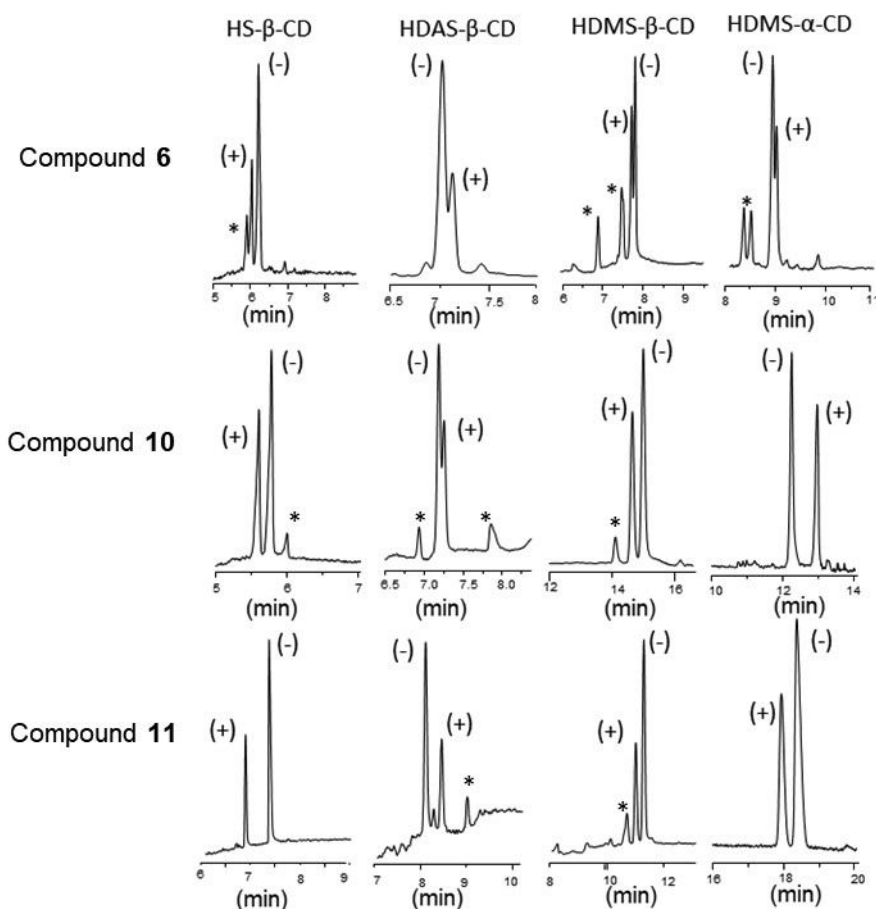 HS-β-CD HDAS-β-CD HDMS-β-CD HDMS-α-CD
Compound 6
(+) (-) *
5 6 7 8
(min)
(-) (+)
6.5 7 7.5 8
(min)
* * (+) (-)
6 7 8 9
(min)
* (-) (+)
8 9 10 11
(min)
Compound 10
(+) (-) *
5 6 7
(min)
* (-) (+) *
6.5 7.0 7.5 8.0
(min)
* (+) (-)
12 14 16
(min)
(-) (+)
10 12 14
(min)
Compound 11
(+) (-)
6 7 8 9
(min)
(-) (+) *
7 8 9 10
(min)
* (+) (-)
8 10 12
(min)
(+) (-)
16 18 20
(min)